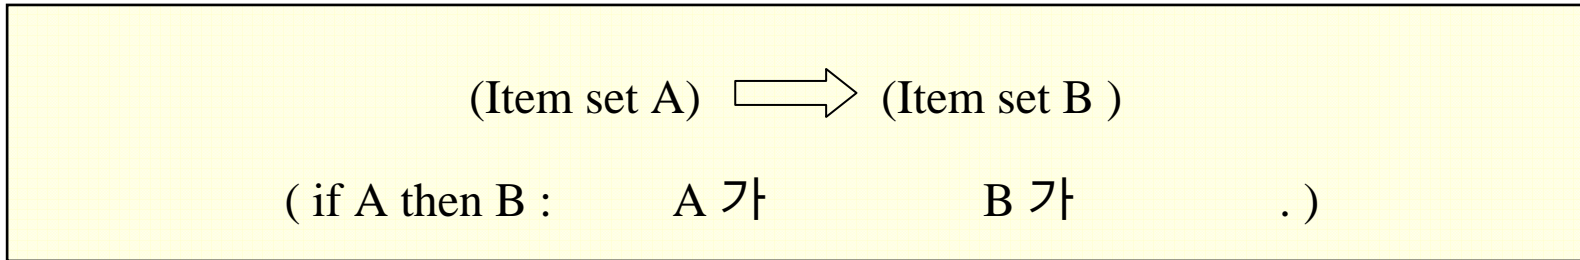 (Item set A) (Item set B )
( if A then B : A 가 B 가 . )